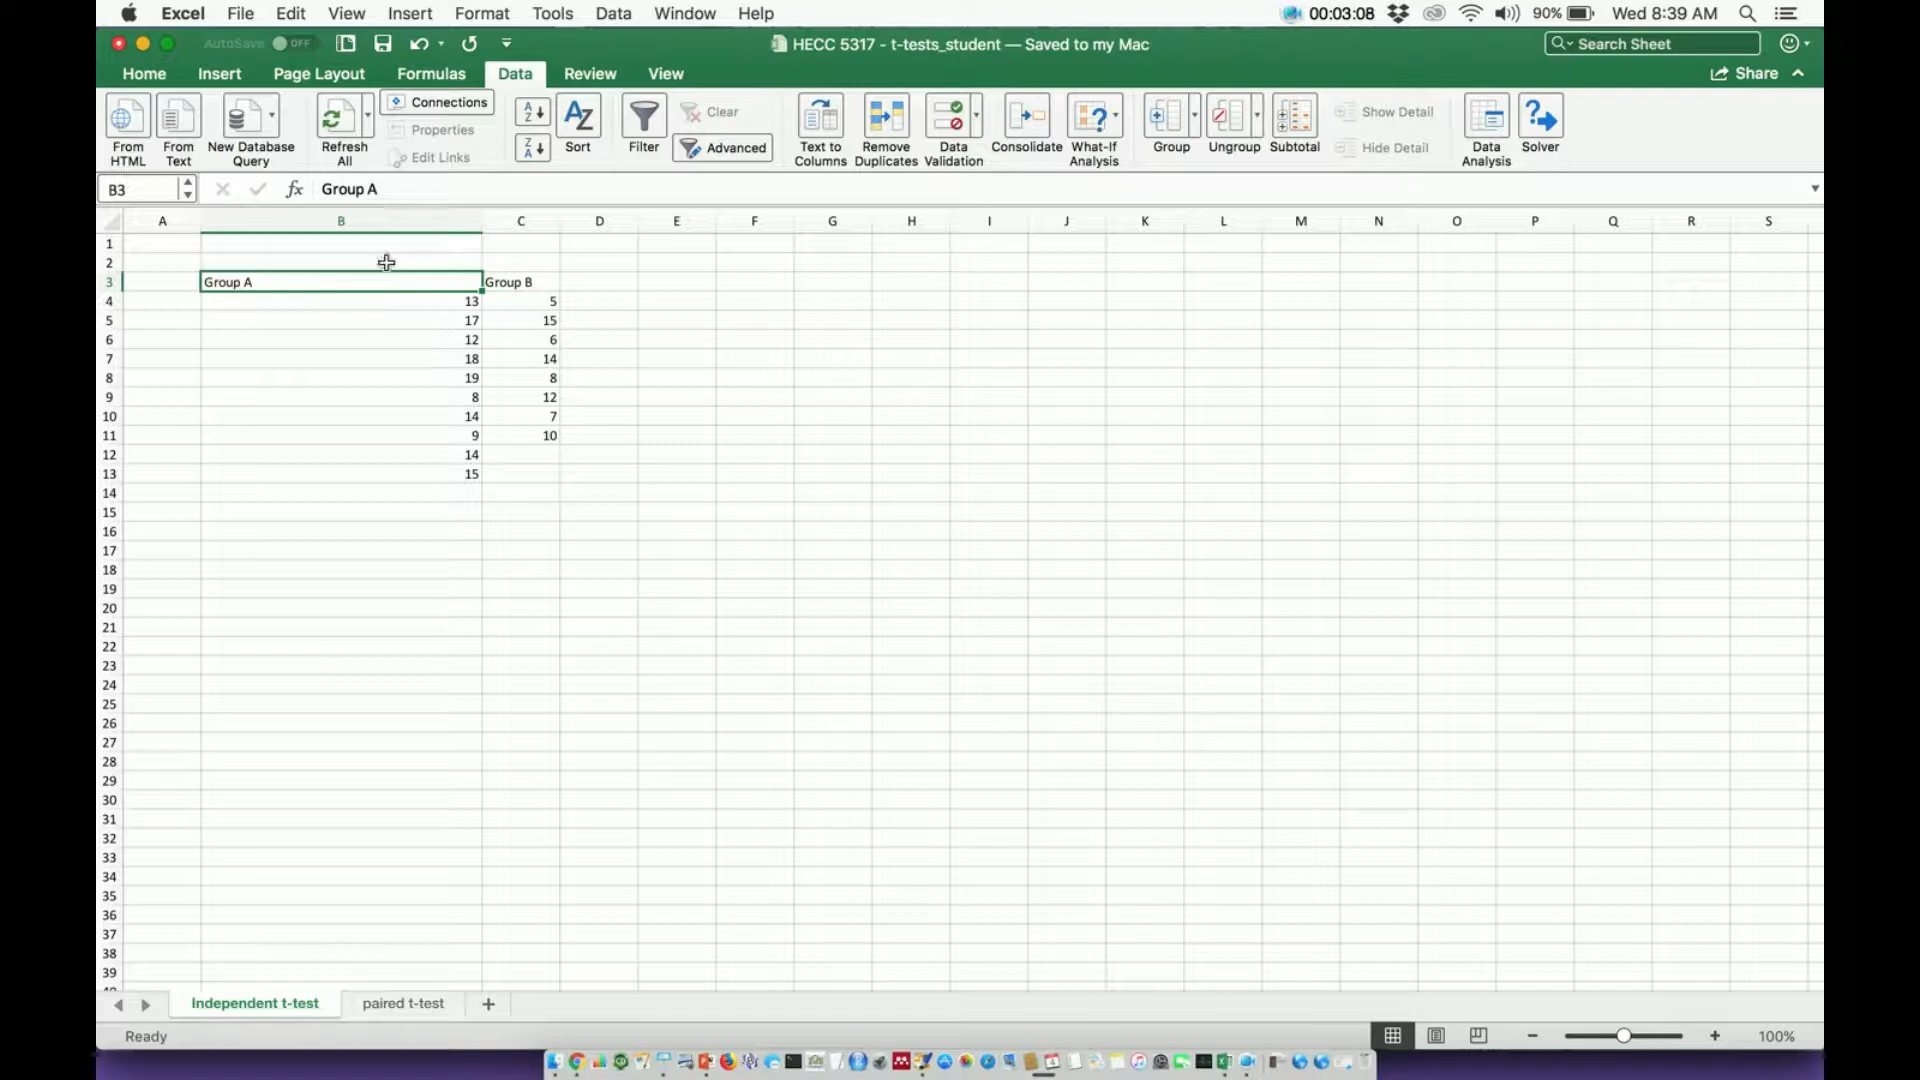 Excel File Edit View Insert Format Tools Data Window Help 00:03:08 90% Wed 8:39 AM
AutoSave OFF HECC 5317 - t-tests_student — Saved to my Mac Search Sheet
Home Insert Page Layout Formulas Data Review View Share
From HTML
From Text
New Database Query
Refresh All
Connections
Properties
Edit Links
Sort
Filter
Clear
Advanced
Text to Columns
Remove Duplicates
Data Validation
Consolidate
What-If Analysis
Group
Ungroup
Subtotal
Show Detail
Hide Detail
Data Analysis
Solver
B3 fx Group A
A B C D E F G H I J K L M N O P Q R S
1
2
3 Group A Group B
4 13 5
5 17 15
6 12 6
7 18 14
8 19 8
9 8 12
10 14 7
11 9 10
12 14
13 15
14
15
16
17
18
19
20
21
22
23
24
25
26
27
28
29
30
31
32
33
34
35
36
37
38
39
Independent t-test paired t-test +
Ready 100%